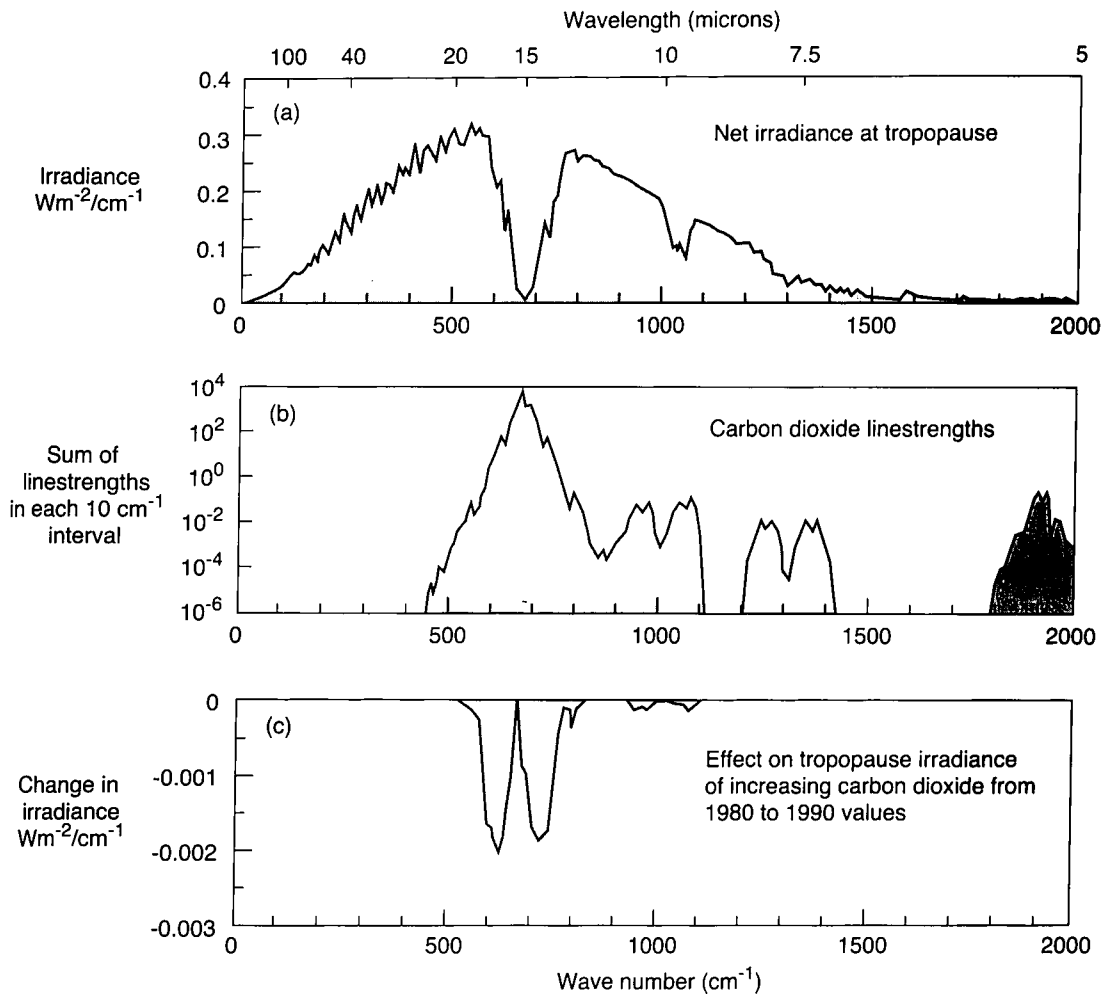 Wavelength (microns)
100 40 20 15 10 7.5 5
0.4
0.3
0.2
0.1
0
(a)
Net irradiance at tropopause
Irradiance
Wm-2/cm-1
0 500 1000 1500 2000
10^4
10^2
10^0
10^-2
10^-4
10^-6
(b)
Carbon dioxide linestrengths
Sum of
linestrengths
in each 10 cm-1
interval
0 500 1000 1500 2000
0
-0.001
-0.002
-0.003
(c)
Effect on tropopause irradiance
of increasing carbon dioxide from
1980 to 1990 values
Change in
irradiance
Wm-2/cm-1
0 500 1000 1500 2000
Wave number (cm-1)